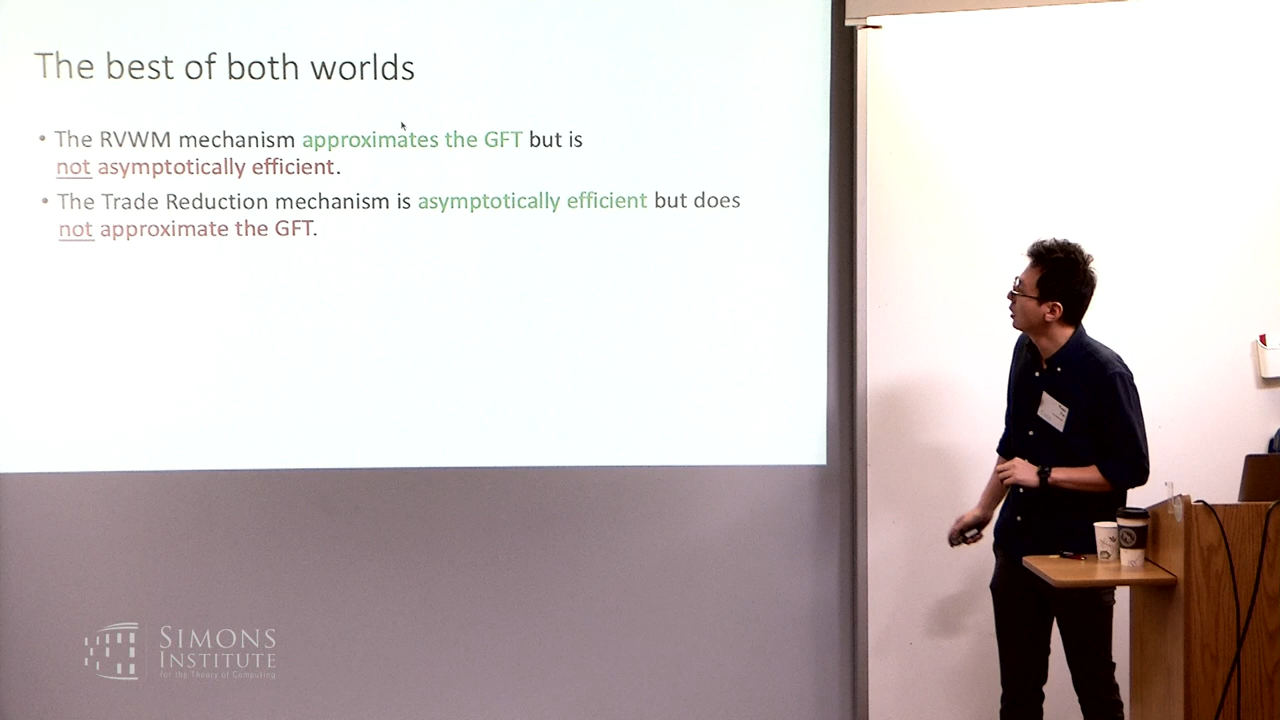 The best of both worlds
• The RVWM mechanism approximates the GFT but is
not asymptotically efficient.
• The Trade Reduction mechanism is asymptotically efficient but does
not approximate the GFT.
SIMONS
INSTITUTE
for the Theory of Computing